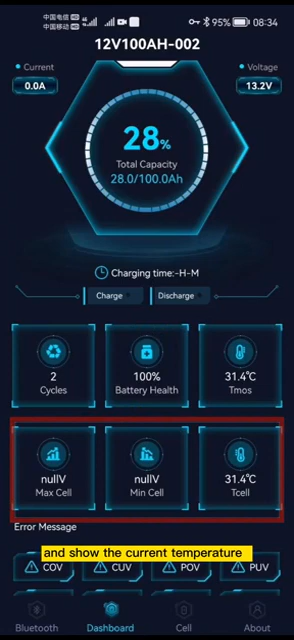 中国电信 HD
中国移动 HD
95%
08:34
12V100AH-002
Current
Voltage
0.0A
13.2V
28%
Total Capacity
28.0/100.0Ah
Charging time:-H-M
Charge
Discharge
2
100%
31.4℃
Cycles
Battery Health
Tmos
nullV
nullV
31.4℃
Max Cell
Min Cell
Tcell
Error Message
and show the current temperature
COV
CUV
POV
PUV
Bluetooth
Dashboard
Cell
About